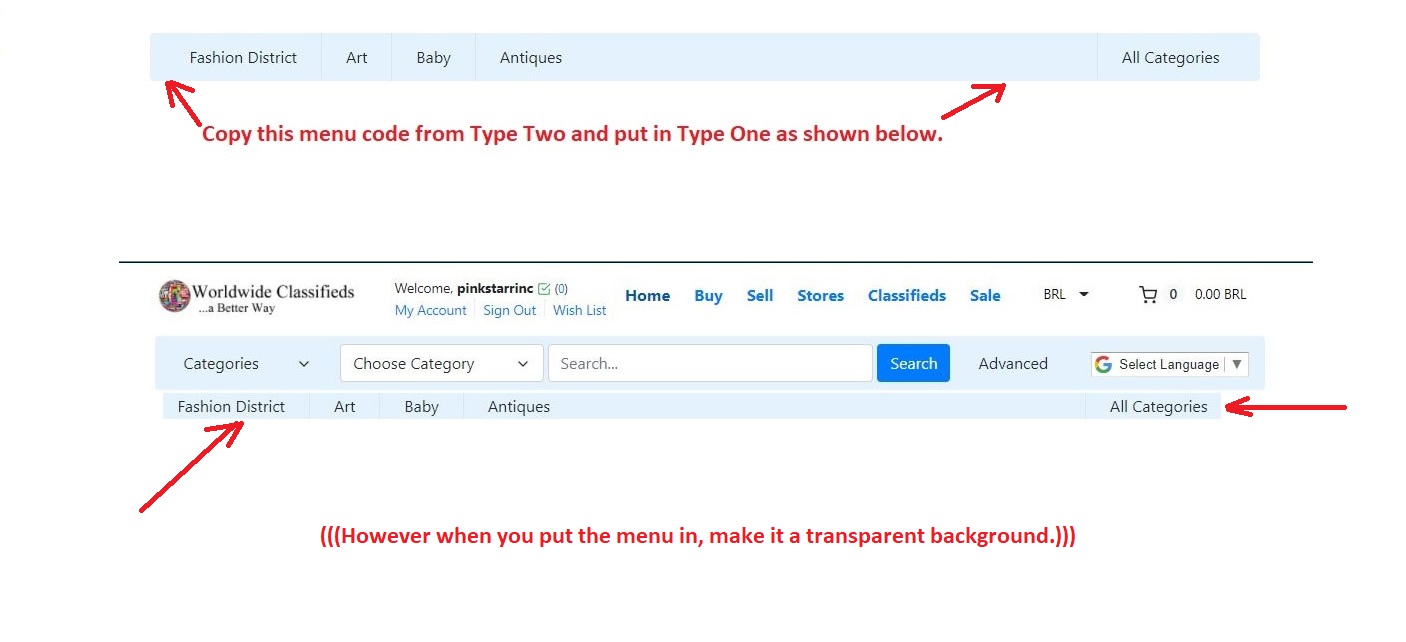 Fashion District Art Baby Antiques All Categories
Copy this menu code from Type Two and put in Type One as shown below.
Worldwide Classifieds
...a Better Way
Welcome, pinkstarrinc (0)
My Account Sign Out Wish List
Home Buy Sell Stores Classifieds Sale BRL 0 0.00 BRL
Categories Choose Category Search... Search Advanced G Select Language
Fashion District Art Baby Antiques All Categories
(((However when you put the menu in, make it a transparent background.)))